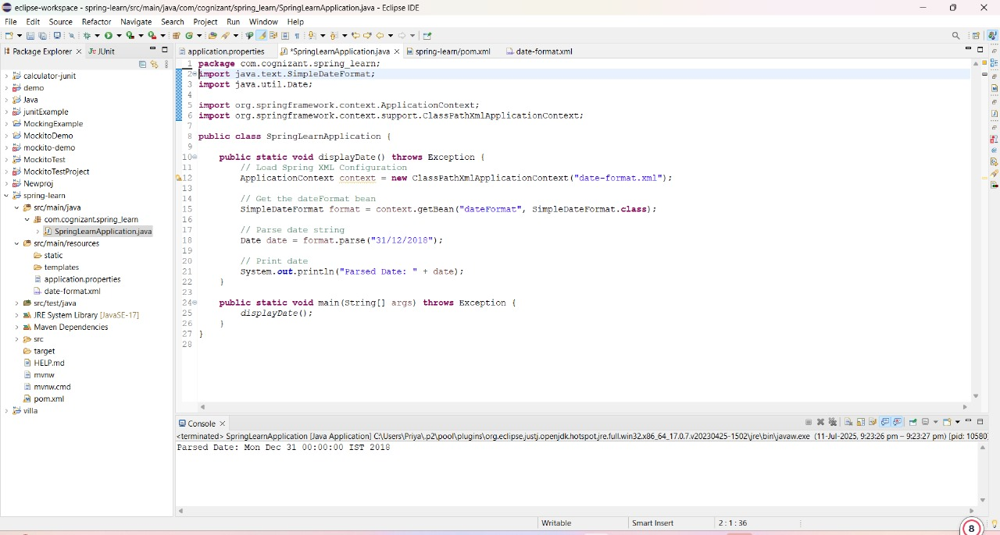 eclipse-workspace - spring-learn/src/main/java/com/cognizant/spring_learn/SpringLearnApplication.java - Eclipse IDE
File Edit Source Refactor Navigate Search Project Run Window Help
Package Explorer JUnit
application.properties *SpringLearnApplication.java spring-learn/pom.xml date-format.xml
calculator-junit
demo
Java
junitExample
MockingExample
MockitoDemo
mockito-demo
MockitoTest
MockitoTestProject
Newproj
spring-learn
src/main/java
com.cognizant.spring_learn
SpringLearnApplication.java
src/main/resources
static
templates
application.properties
date-format.xml
src/test/java
JRE System Library [JavaSE-17]
Maven Dependencies
src
target
HELP.md
mvnw
mvnw.cmd
pom.xml
villa
1 package com.cognizant.spring_learn;
2 import java.text.SimpleDateFormat;
3 import java.util.Date;
4
5 import org.springframework.context.ApplicationContext;
6 import org.springframework.context.support.ClassPathXmlApplicationContext;
7
8 public class SpringLearnApplication {
9
10 public static void displayDate() throws Exception {
11 // Load Spring XML Configuration
12 ApplicationContext context = new ClassPathXmlApplicationContext("date-format.xml");
13
14 // Get the dateFormat bean
15 SimpleDateFormat format = context.getBean("dateFormat", SimpleDateFormat.class);
16
17 // Parse date string
18 Date date = format.parse("31/12/2018");
19
20 // Print date
21 System.out.println("Parsed Date: " + date);
22 }
23
24 public static void main(String[] args) throws Exception {
25 displayDate();
26 }
27 }
28
Console
<terminated> SpringLearnApplication [Java Application] C:\Users\Priya\.p2\pool\plugins\org.eclipse.justj.openjdk.hotspot.jre.full.win32.x86_64_17.0.7.v20230425-1502\jre\bin\javaw.exe (11-Jul-2025, 9:23:26 pm – 9:23:27 pm) [pid: 10580]
Parsed Date: Mon Dec 31 00:00:00 IST 2018
Writable Smart Insert 2 : 1 : 36
8